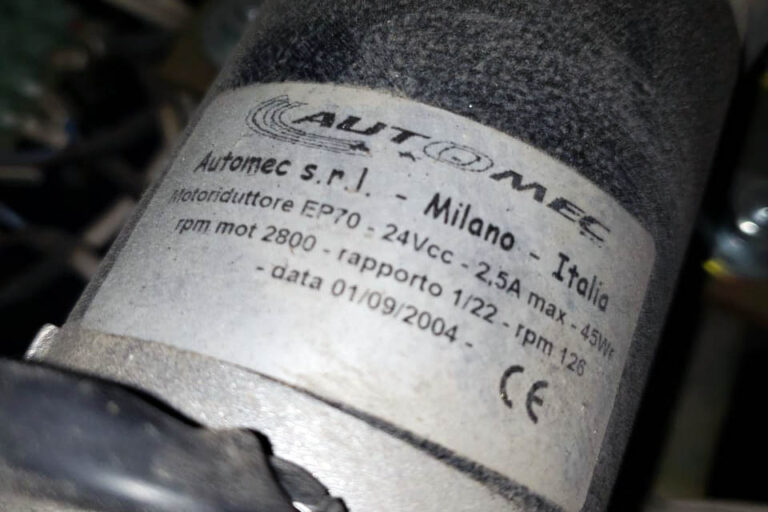 AUTOMEC
Automec s.r.l. - Milano - Italia
Motoriduttore EP70 - 24Vcc - 2,5A max - 45Wr
rpm mot 2800 - rapporto 1/22 - rpm 126
- data 01/09/2004 -
CE